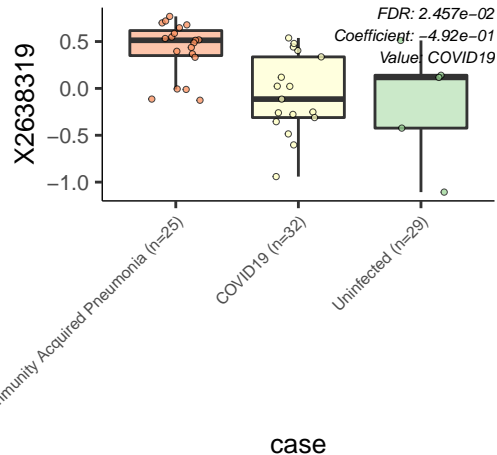 FDR: 2.457e−02
Coefficient: −4.92e−01
Value: COVID19
X2638319
0.5
0.0
−0.5
−1.0
Acquired Pneumonia (n=25)
COVID19 (n=32)
Uninfected (n=29)
case